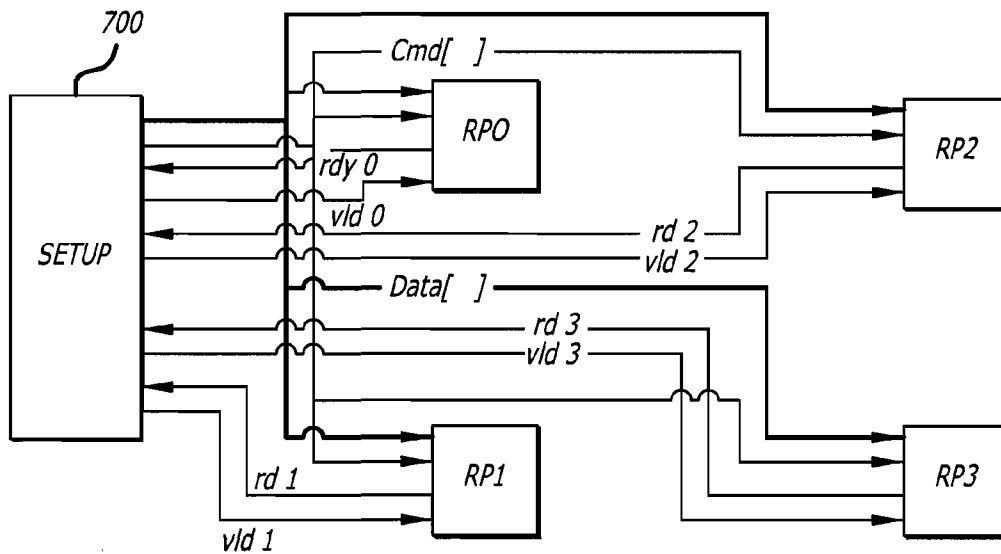 700
Cmd[ ]
RPO
RP2
rdy 0
vld 0
SETUP
rd 2
vld 2
Data[ ]
rd 3
vld 3
RP1
RP3
rd 1
vld 1